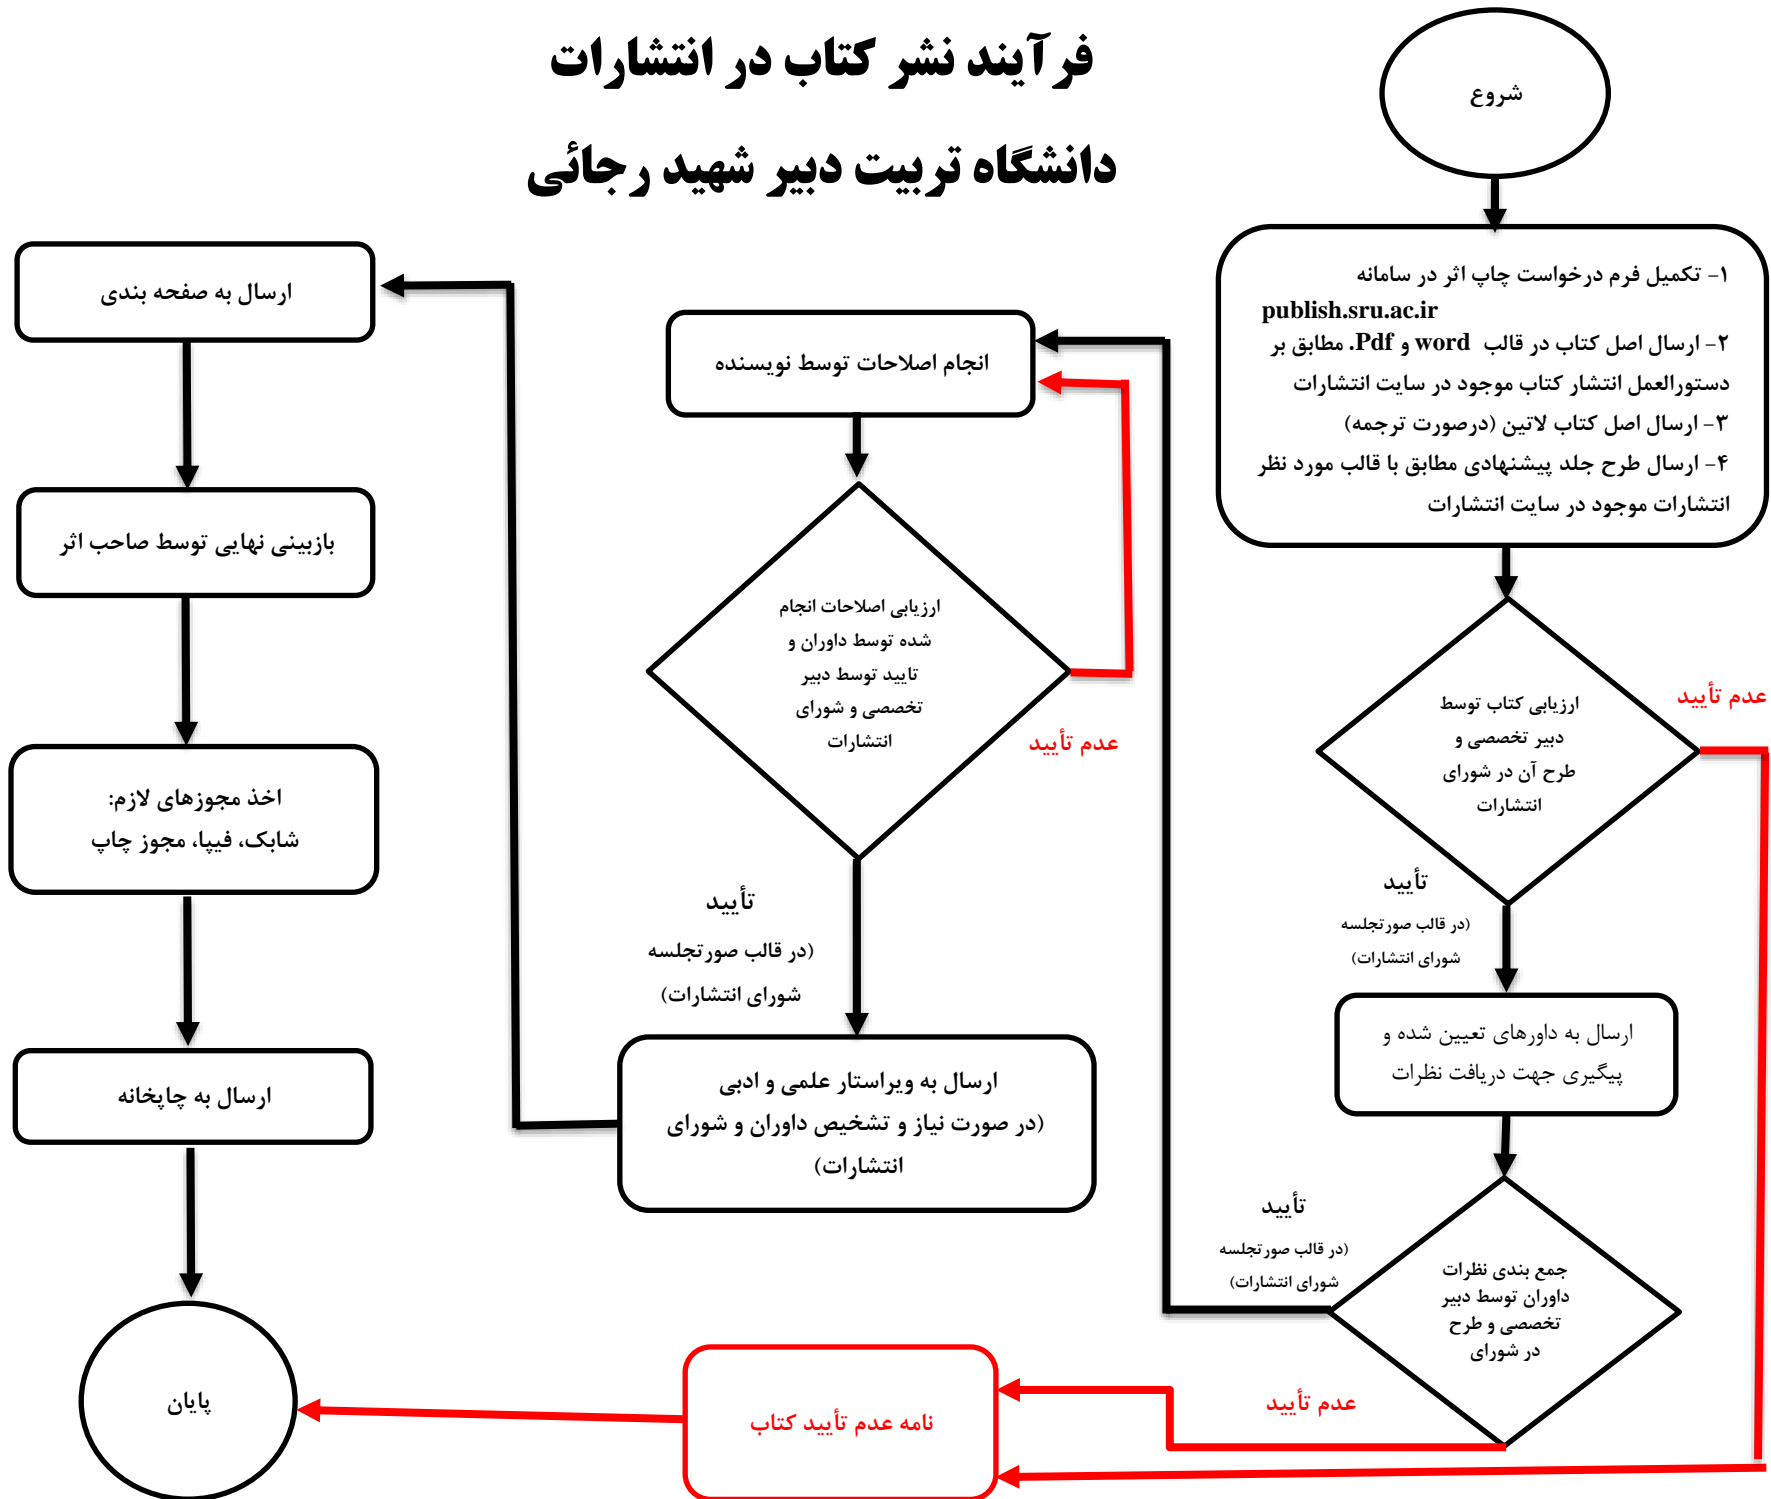 فرآیند نشر کتاب در انتشارات
دانشگاه تربیت دبیر شهید رجائی
شروع
۱- تکمیل فرم درخواست چاپ اثر در سامانه
publish.sru.ac.ir
۲- ارسال اصل کتاب در قالب word و Pdf. مطابق بر
دستورالعمل انتشار کتاب موجود در سایت انتشارات
۳- ارسال اصل کتاب لاتین (درصورت ترجمه)
۴- ارسال طرح جلد پیشنهادی مطابق با قالب مورد نظر
انتشارات موجود در سایت انتشارات
ارزیابی کتاب توسط
دبیر تخصصی و
طرح آن در شورای
انتشارات
عدم تأیید
تأیید
(در قالب صورتجلسه
شورای انتشارات)
ارسال به داورهای تعیین شده و
پیگیری جهت دریافت نظرات
جمع بندی نظرات
داوران توسط دبیر
تخصصی و طرح
در شورای
تأیید
(در قالب صورتجلسه
شورای انتشارات)
عدم تأیید
انجام اصلاحات توسط نویسنده
ارزیابی اصلاحات انجام
شده توسط داوران و
تایید توسط دبیر
تخصصی و شورای
انتشارات
عدم تأیید
تأیید
(در قالب صورتجلسه
شورای انتشارات)
ارسال به ویراستار علمی و ادبی
(در صورت نیاز و تشخیص داوران و شورای
انتشارات)
نامه عدم تأیید کتاب
ارسال به صفحه بندی
بازبینی نهایی توسط صاحب اثر
اخذ مجوزهای لازم:
شابک، فیپا، مجوز چاپ
ارسال به چاپخانه
پایان